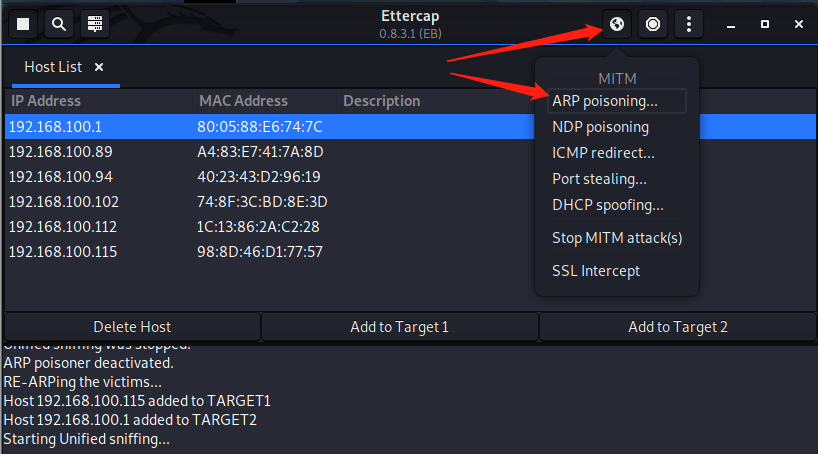 Ettercap
0.8.3.1 (EB)
Host List ×
IP Address MAC Address Description
192.168.100.1 80:05:88:E6:74:7C
192.168.100.89 A4:83:E7:41:7A:8D
192.168.100.94 40:23:43:D2:96:19
192.168.100.102 74:8F:3C:BD:8E:3D
192.168.100.112 1C:13:86:2A:C2:28
192.168.100.115 98:8D:46:D1:77:57
MITM
ARP poisoning...
NDP poisoning
ICMP redirect...
Port stealing...
DHCP spoofing...
Stop MITM attack(s)
SSL Intercept
Delete Host Add to Target 1 Add to Target 2
Unified sniffing was stopped.
ARP poisoner deactivated.
RE-ARPing the victims...
Host 192.168.100.115 added to TARGET1
Host 192.168.100.1 added to TARGET2
Starting Unified sniffing...